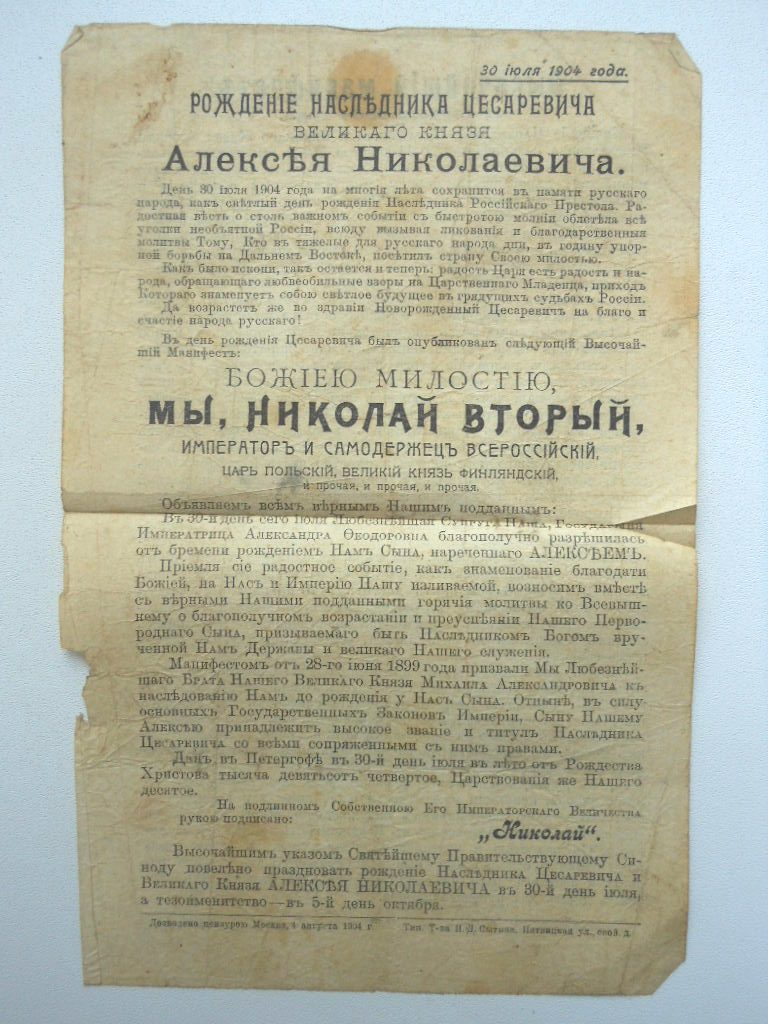 30 іюля 1904 года.
РОЖДЕНІЕ НАСЛѢДНИКА ЦЕСАРЕВИЧА
ВЕЛИКАГО КНЯЗЯ
Алексѣя Николаевича.
День 30 іюля 1904 года на многія лѣта сохранится въ памяти русскаго
народа, какъ свѣтлый день рожденія Наслѣдника Россійскаго Престола. Ра-
достная вѣсть о столь важномъ событіи съ быстротою молніи облетѣла всѣ
уголки необъятной Россіи, всюду вызывая ликованія и благодарственныя
молитвы Тому, Кто въ тяжелые для русскаго народа дни, въ годину упор-
ной борьбы на Дальнемъ Востокѣ, посѣтилъ страну Своею милостью.
Какъ было искони, такъ остается и теперь: радость Царя есть радость и на-
рода, обращающаго любвеобильные взоры на Царственнаго Младенца, приходъ
Котораго знаменуетъ собою свѣтлое будущее въ грядущихъ судьбахъ Россіи.
Да возрастетъ же во здравіи Новорожденный Цесаревичъ на благо и
счастіе народа русскаго!
Въ день рожденія Цесаревича былъ опубликованъ слѣдующій Высочай-
шій Манифестъ:
БОЖІЕЮ МИЛОСТІЮ,
МЫ, НИКОЛАЙ ВТОРЫЙ,
ИМПЕРАТОРЪ И САМОДЕРЖЕЦЪ ВСЕРОССІЙСКІЙ,
ЦАРЬ ПОЛЬСКІЙ, ВЕЛИКІЙ КНЯЗЬ ФИНЛЯНДСКІЙ,
и прочая, и прочая, и прочая.
Объявляемъ всѣмъ вѣрнымъ Нашимъ подданнымъ:
Въ 30-й день сего іюля Любезнѣйшая Супруга Наша, Государыня
Императрица Александра Ѳеодоровна благополучно разрѣшилась
отъ бремени рожденіемъ Намъ Сына, нареченнаго АЛЕКСѢЕМЪ.
Пріемля сіе радостное событіе, какъ знаменованіе благодати
Божіей, на Насъ и Имперію Нашу изливаемой, возносимъ вмѣстѣ
съ вѣрными Нашими подданными горячія молитвы ко Всевыш-
нему о благополучномъ возрастаніи и преуспѣяніи Нашего Перво-
роднаго Сына, призываемаго быть Наслѣдникомъ Богомъ вру-
ченной Намъ Державы и великаго Нашего служенія.
Манифестомъ отъ 28-го іюня 1899 года призвали Мы Любезнѣй-
шаго Брата Нашего Великаго Князя Михаила Александровича къ
наслѣдованію Намъ до рожденія у Насъ Сына. Отнынѣ, въ силу
основныхъ Государственныхъ Законовъ Имперіи, Сыну Нашему
Алексѣю принадлежитъ высокое званіе и титулъ Наслѣдника
Цесаревича со всѣми сопряженными съ нимъ правами.
Данъ въ Петергофѣ въ 30-й день іюля въ лѣто отъ Рождества
Христова тысяча девятьсотъ четвертое, Царствованія же Нашего
десятое.
На подлинномъ Собственною Его Императорскаго Величества
рукою подписано:
„Николай“.
Высочайшимъ указомъ Святѣйшему Правительствующему Си-
ноду повелѣно праздновать рожденіе Наслѣдника Цесаревича и
Великаго Князя АЛЕКСѢЯ НИКОЛАЕВИЧА въ 30-й день іюля,
а тезоименитство—въ 5-й день октября.
Дозволено цензурою Москва, 4 августа 1904 г.
Тип. Т-ва И. Д. Сытина, Пятницкая ул., соб. д.